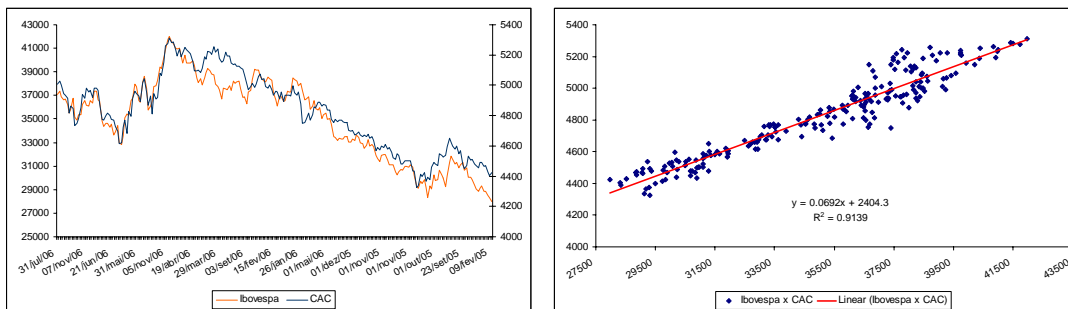 43000
41000
39000
37000
35000
33000
31000
29000
27000
25000
5400
5200
5000
4800
4600
4400
4200
4000
31/jul/06
07/nov/06
21/jun/06
31/mai/06
05/nov/06
19/abr/06
29/mar/06
03/set/06
15/fev/06
26/jan/06
01/mai/06
01/dez/05
01/nov/05
01/nov/05
01/out/05
23/set/05
09/fev/05
Ibovespa CAC
5400
5200
5000
4800
4600
4400
4200
4000
y = 0.0692x + 2404.3
R² = 0.9139
27500
29500
31500
33500
35500
37500
39500
41500
43500
Ibovespa x CAC Linear (Ibovespa x CAC)